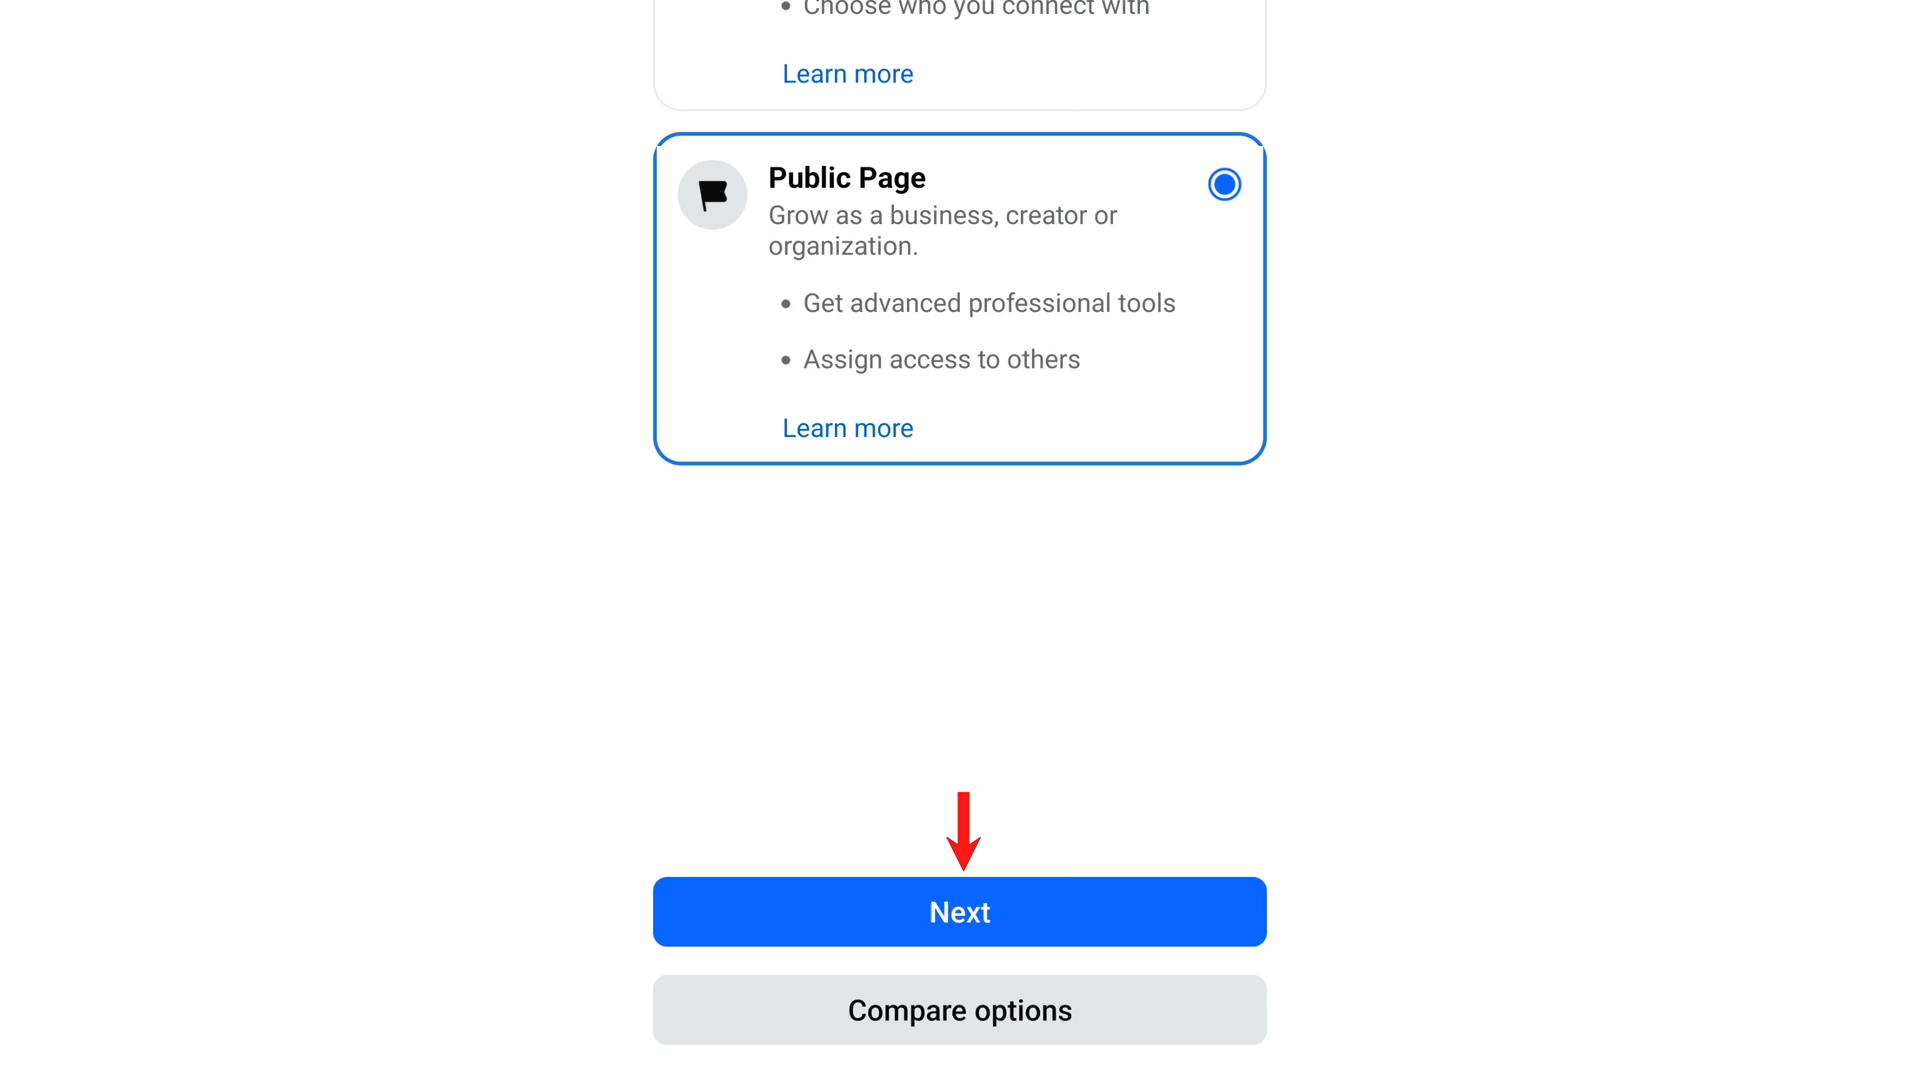 Choose who you connect with
Learn more
Public Page
Grow as a business, creator or
organization.
Get advanced professional tools
Assign access to others
Learn more
Next
Compare options